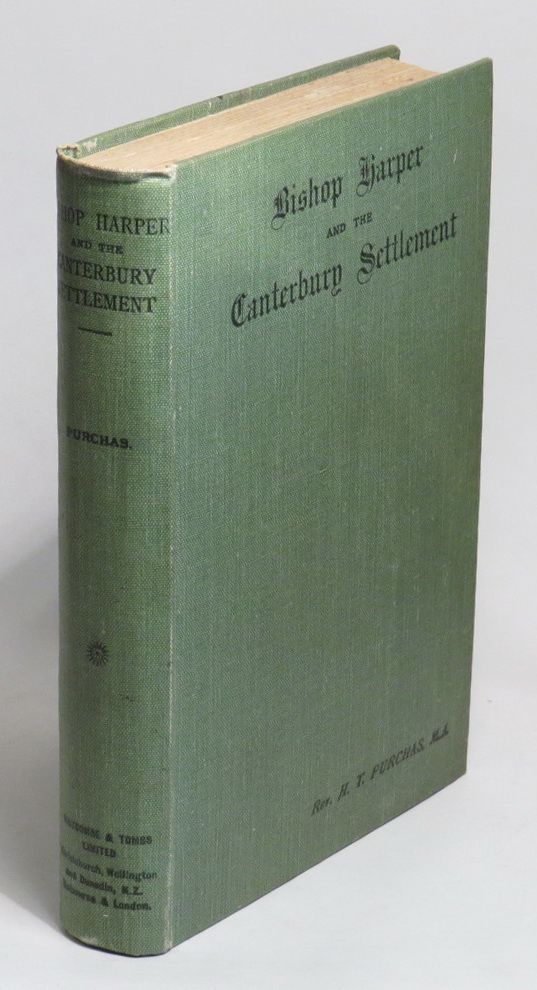 Bishop Harper
AND THE
Canterbury Settlement
Rev. H. T. PURCHAS, M.A.
HOP HARPER
AND THE
CANTERBURY
SETTLEMENT
PURCHAS.
WHITCOMBE & TOMBS
LIMITED
Christchurch, Wellington
and Dunedin, N.Z.
Melbourne & London.